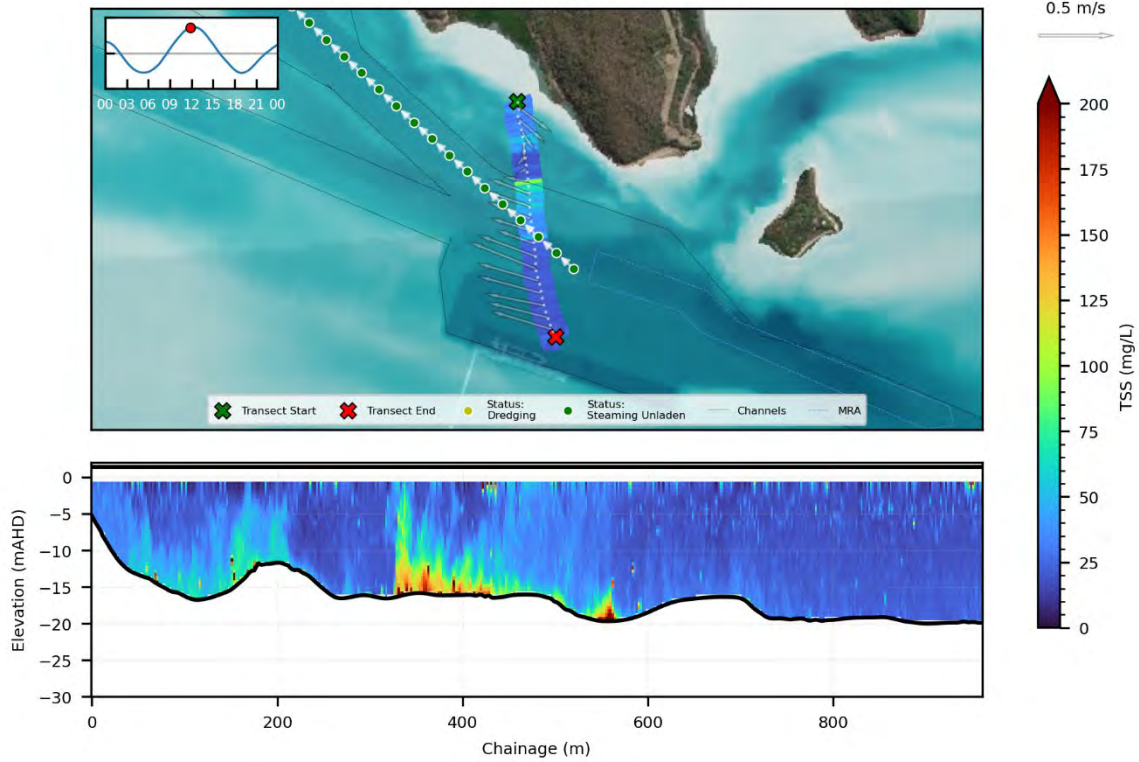 0.5 m/s
00 03 06 09 12 15 18 21 00
Transect Start
Transect End
Status:
Dredging
Status:
Steaming Unladen
Channels
MRA
200
175
150
125
100
75
50
25
0
TSS (mg/L)
0
−5
−10
−15
−20
−25
−30
Elevation (mAHD)
0
200
400
600
800
Chainage (m)